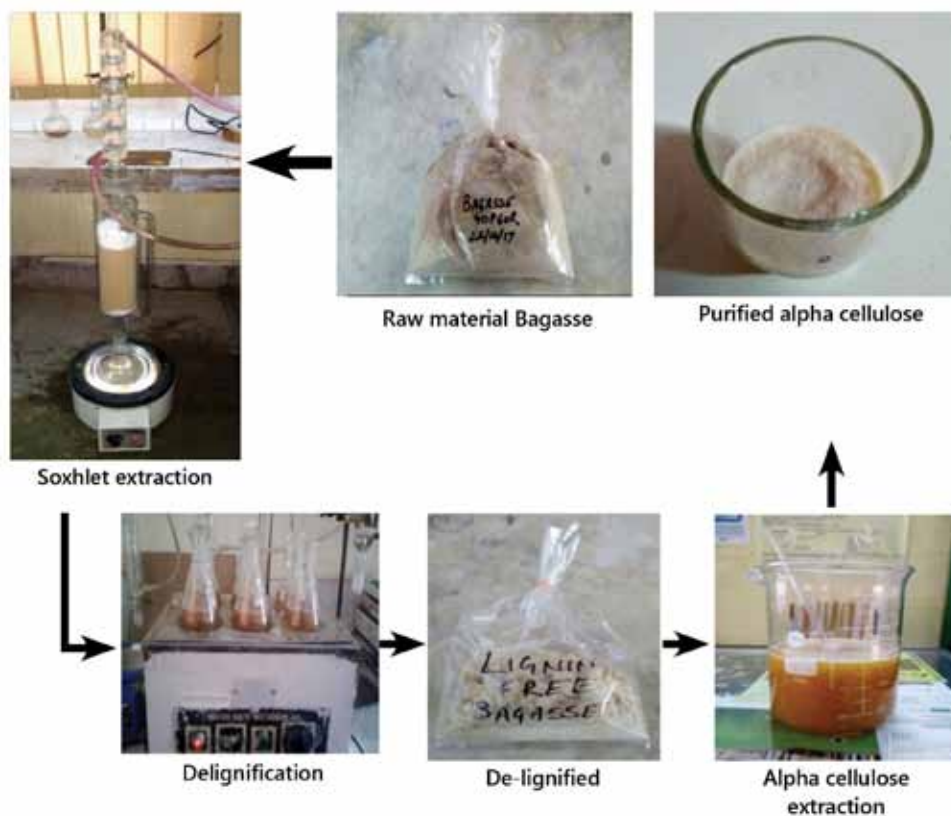 BAGASSE
Raw material Bagasse
Purified alpha cellulose
Soxhlet extraction
LIGNIN
FREE
BAGASSE
Delignification
De-lignified
Alpha cellulose
extraction